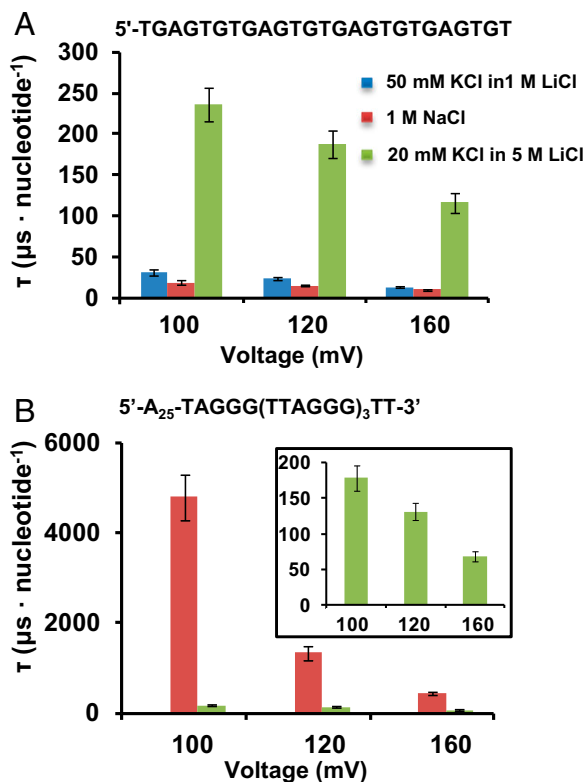 A
5'-TGAGTGTGAGTGTGAGTGTGAGTGT
τ (µs · nucleotide⁻¹)
300
250
200
150
100
50
0
50 mM KCl in1 M LiCl
1 M NaCl
20 mM KCl in 5 M LiCl
100 120 160
Voltage (mV)
B
5'-A₂₅-TAGGG(TTAGGG)₃TT-3'
τ (µs · nucleotide⁻¹)
6000
4000
2000
0
200
150
100
50
0
100 120 160
100 120 160
Voltage (mV)